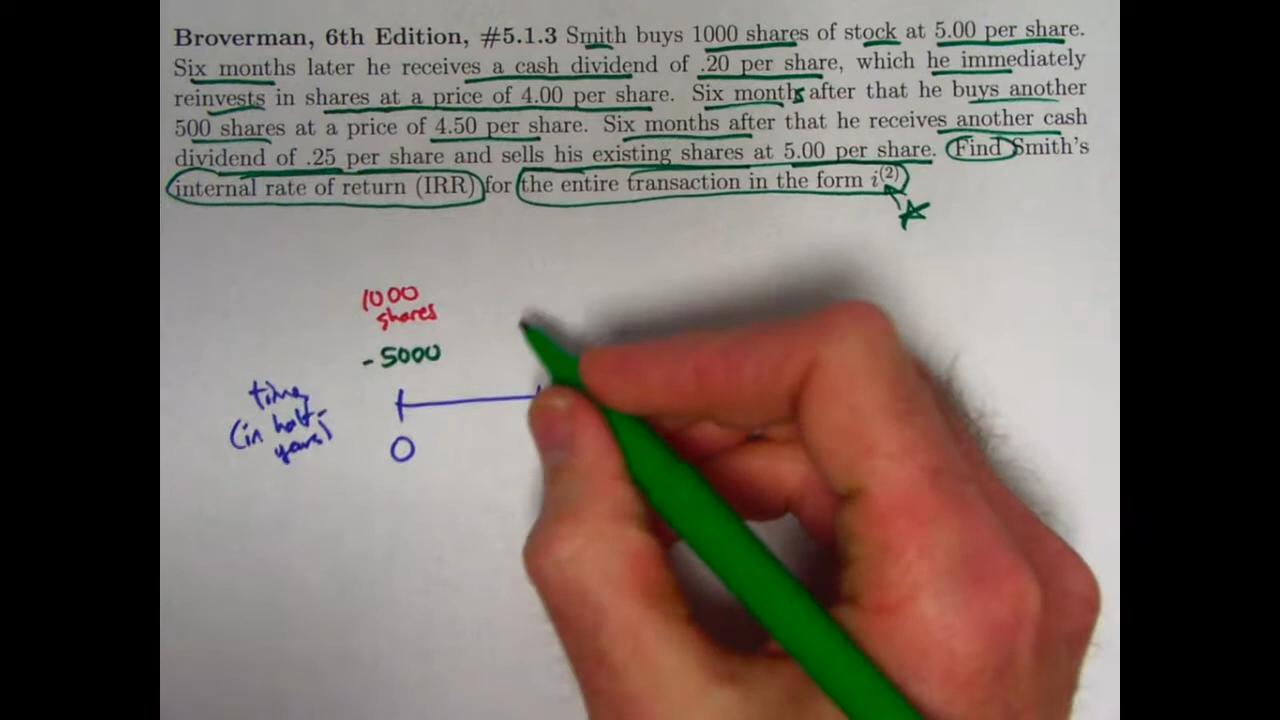 Broverman, 6th Edition, #5.1.3 Smith buys 1000 shares of stock at 5.00 per share.
Six months later he receives a cash dividend of .20 per share, which he immediately
reinvests in shares at a price of 4.00 per share. Six months after that he buys another
500 shares at a price of 4.50 per share. Six months after that he receives another cash
dividend of .25 per share and sells his existing shares at 5.00 per share. Find Smith's
internal rate of return (IRR) for the entire transaction in the form i^(2)
1000
shares
- 5000
time
(in half-
years)
0